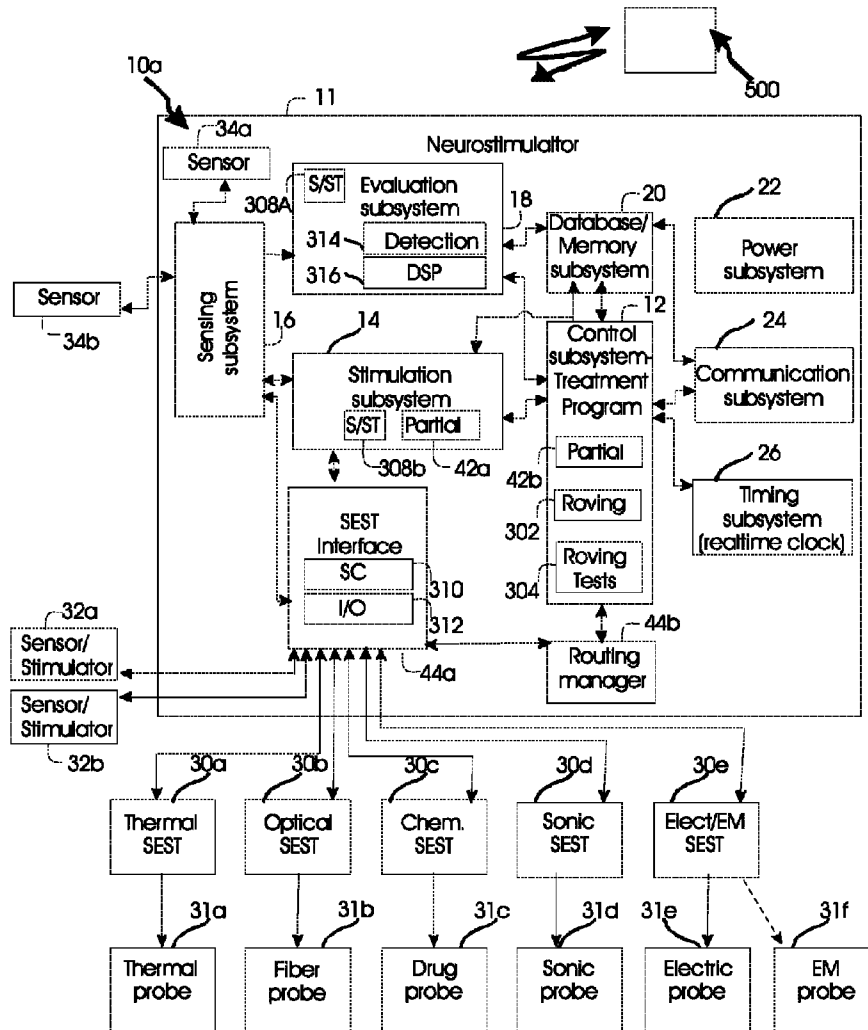 500
10a
11
Neurostimulaltor
34a
Sensor
S/ST
308A
Evaluation
subsystem
18
314
Detection
316
DSP
20
Database/
Memory
subsystem
22
Power
subsystem
Sensor
34b
Sensing
subsystem
16
14
Stimulation
subsystem
S/ST
Partial
308b
42a
12
Control
subsystem-
Treatment
Program
Partial
42b
Roving
302
Roving
Tests
304
24
Communication
subsystem
26
Timing
subsystem
(realtime clock)
SEST
Interface
SC
310
I/O
312
44a
44b
Routing
manager
32a
Sensor/
Stimulator
Sensor/
Stimulator
32b
30a
30b
30c
30d
30e
Thermal
SEST
Optical
SEST
Chem.
SEST
Sonic
SEST
Elect/EM
SEST
31a
31b
31c
31d
31e
31f
Thermal
probe
Fiber
probe
Drug
probe
Sonic
probe
Electric
probe
EM
probe